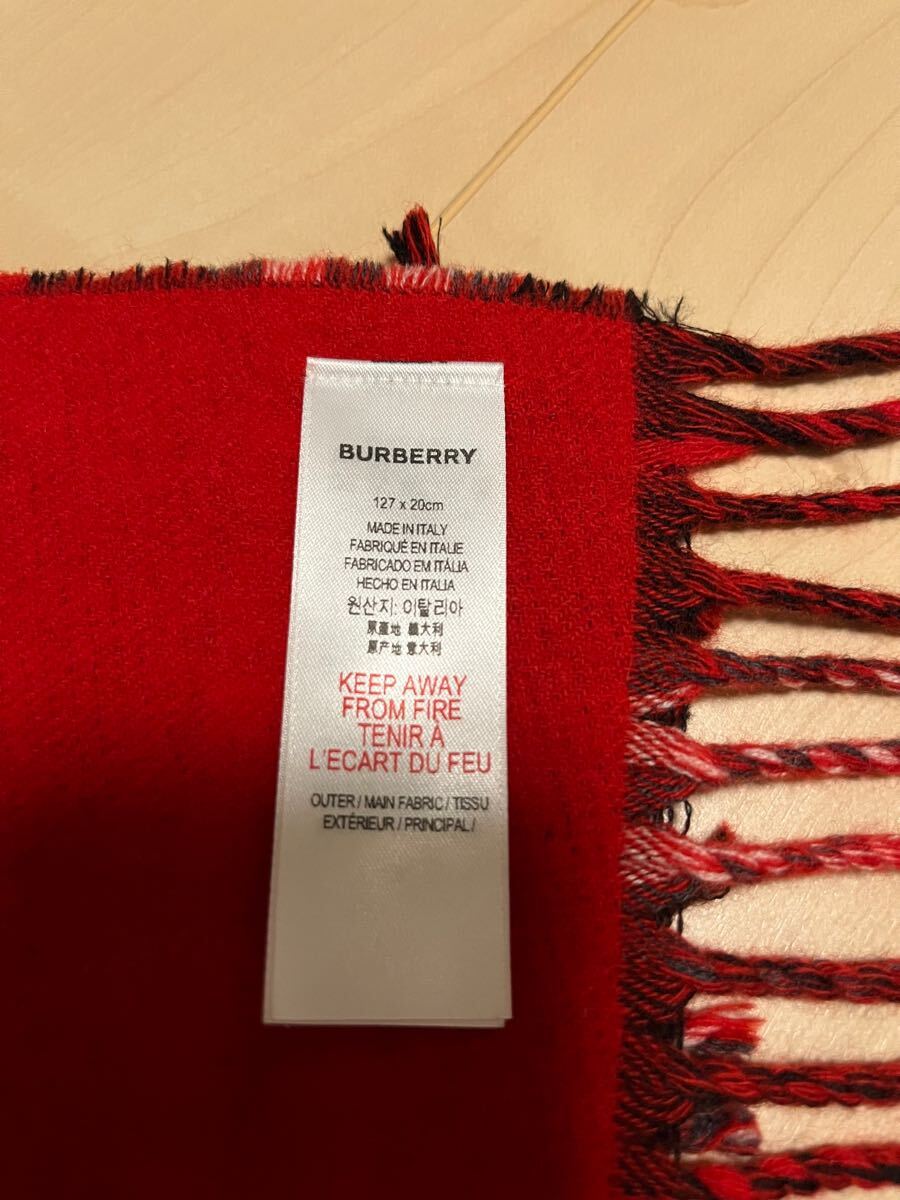 BURBERRY
127 x 20cm
MADE IN ITALY
FABRIQUÉ EN ITALIE
FABRICADO EM ITÁLIA
HECHO EN ITALIA
원산지: 이탈리아
原產地 義大利
原产地 意大利
KEEP AWAY
FROM FIRE
TENIR À
L'ECART DU FEU
OUTER / MAIN FABRIC / TISSU
EXTÉRIEUR / PRINCIPAL /